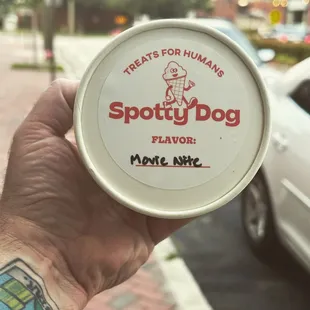 TREATS FOR HUMANS
Spotty Dog
FLAVOR:
Movie Nite